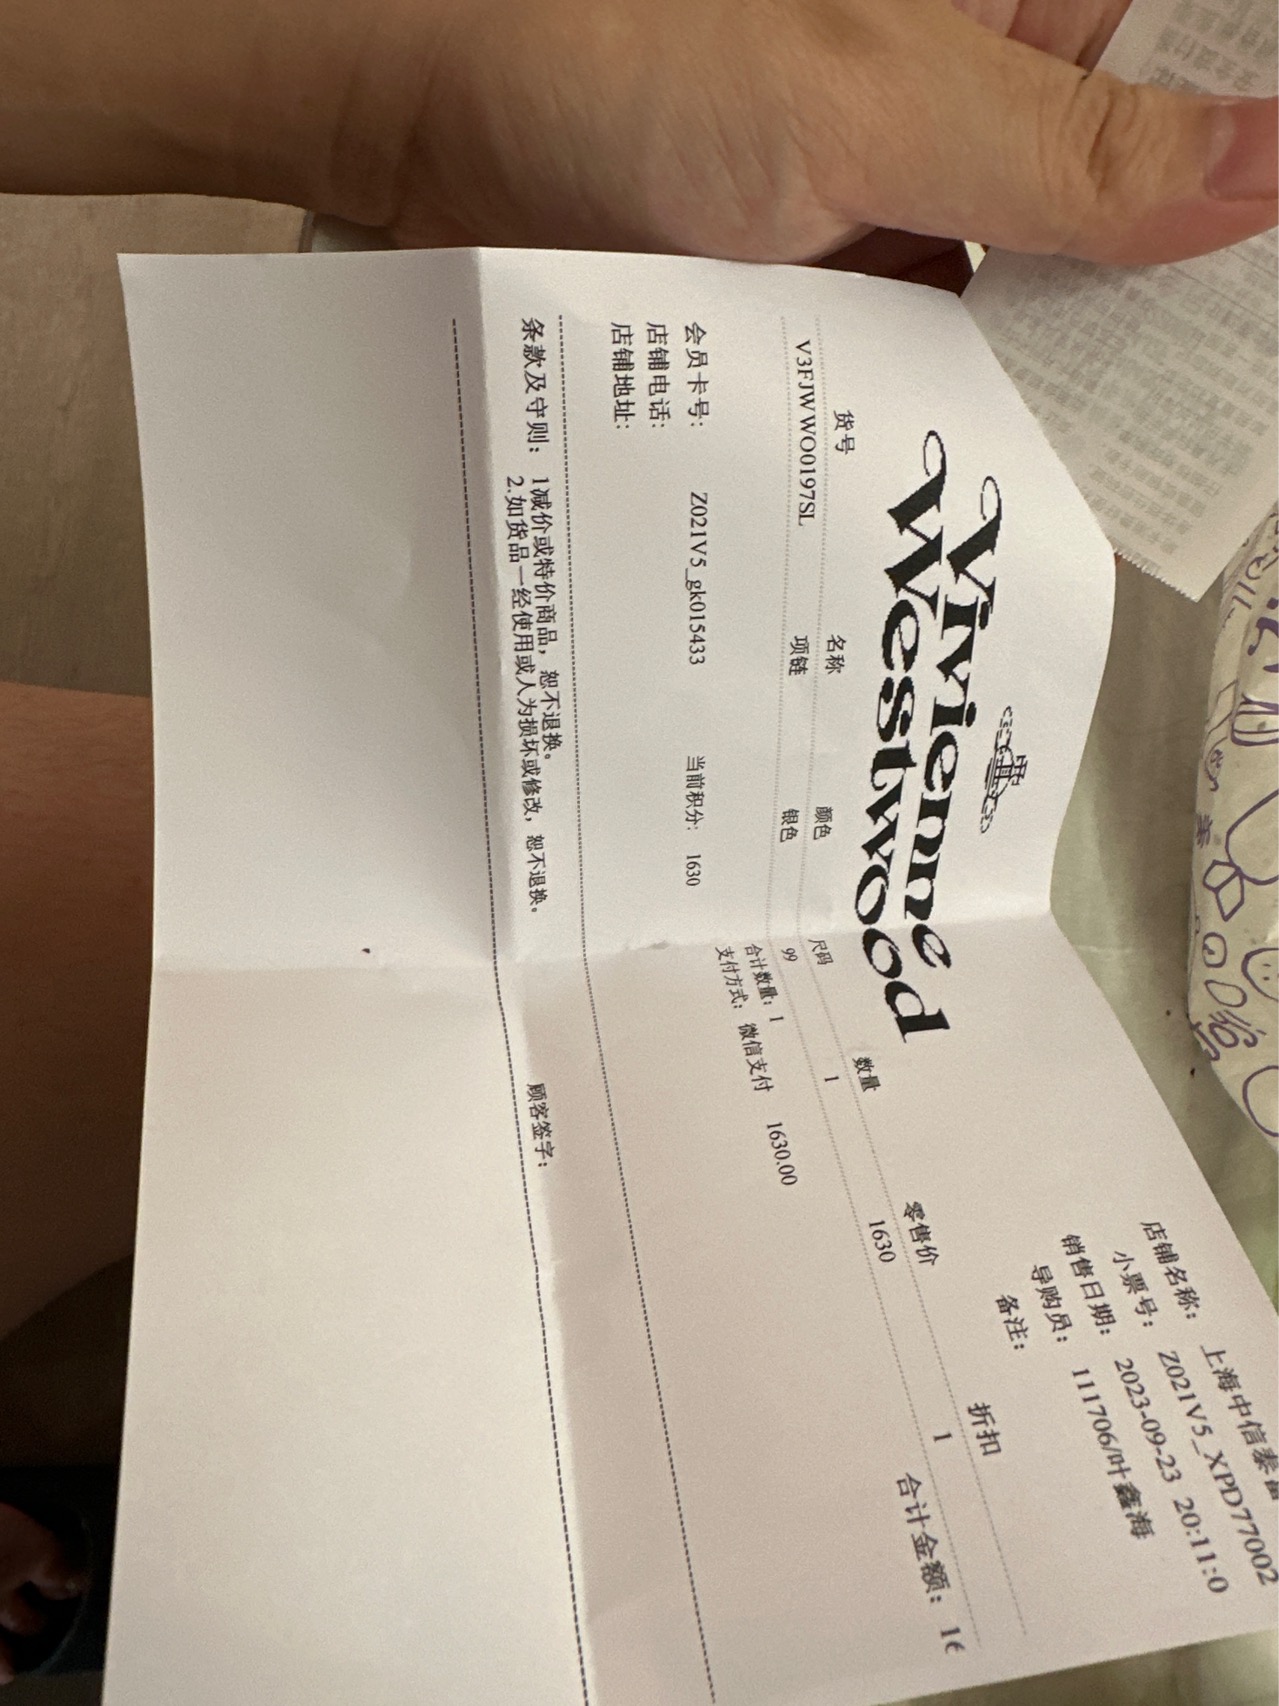 Vivienne
Westwood
店铺名称： 上海中信泰
小票号： Z021V5_XPD77002
销售日期： 2023-09-23 20:11:0
导购员： 111706/叶鑫海
备注：
货号 名称 颜色 尺码 数量 零售价 折扣
V3FJWWO0197SL 项链 银色 99 1 1630 1
合计数量： 1 合计金额： 16
支付方式： 微信支付 1630.00
会员卡号： Z021V5_gk015433 当前积分： 1630
店铺电话：
店铺地址：
条款及守则： 1减价或特价商品，恕不退换。
2.如货品一经使用或人为损坏或修改，恕不退换。
顾客签字：